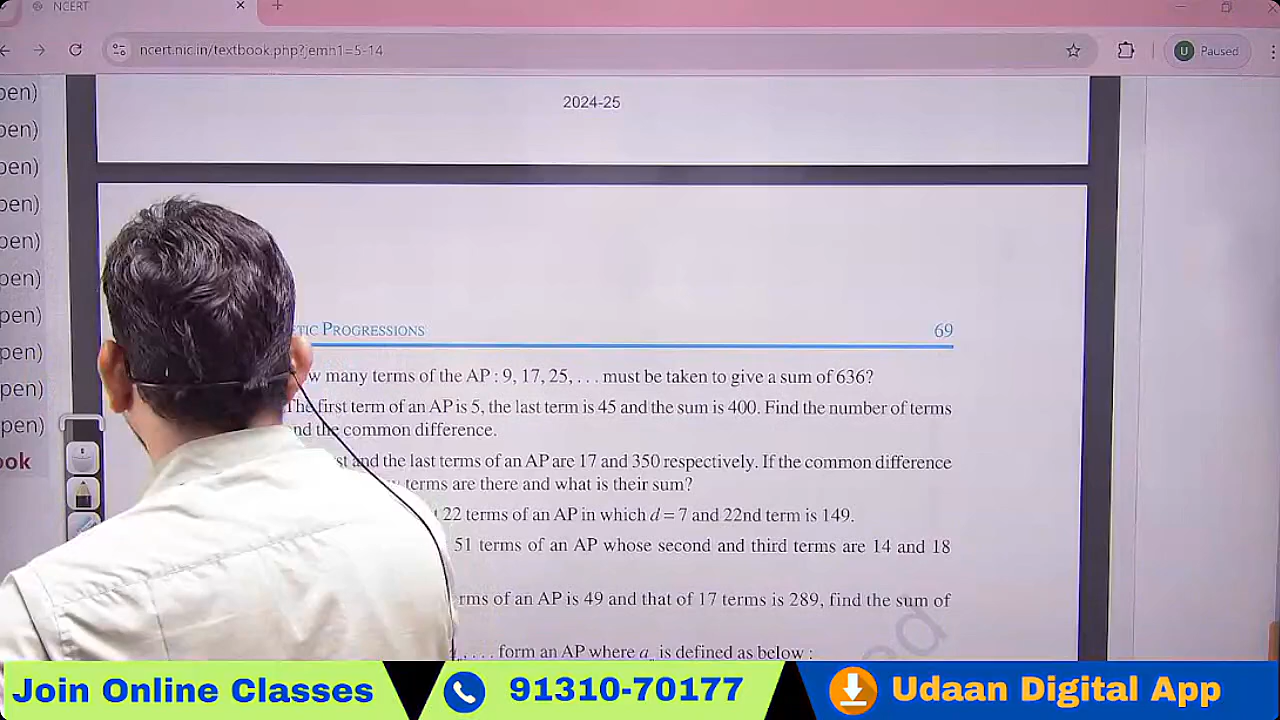 NCERT
ncert.nic.in/textbook.php?jemh1=5-14
U Paused
pen)
pen)
pen)
pen)
pen)
pen)
pen)
pen)
pen)
pen)
ook
2024-25
TIC PROGRESSIONS 69
w many terms of the AP : 9, 17, 25, . . . must be taken to give a sum of 636?
The first term of an AP is 5, the last term is 45 and the sum is 400. Find the number of terms
nd the common difference.
st and the last terms of an AP are 17 and 350 respectively. If the common difference
terms are there and what is their sum?
22 terms of an AP in which d = 7 and 22nd term is 149.
51 terms of an AP whose second and third terms are 14 and 18
rms of an AP is 49 and that of 17 terms is 289, find the sum of
, . . . form an AP where aₙ is defined as below :
ed
Join Online Classes
91310-70177
Udaan Digital App